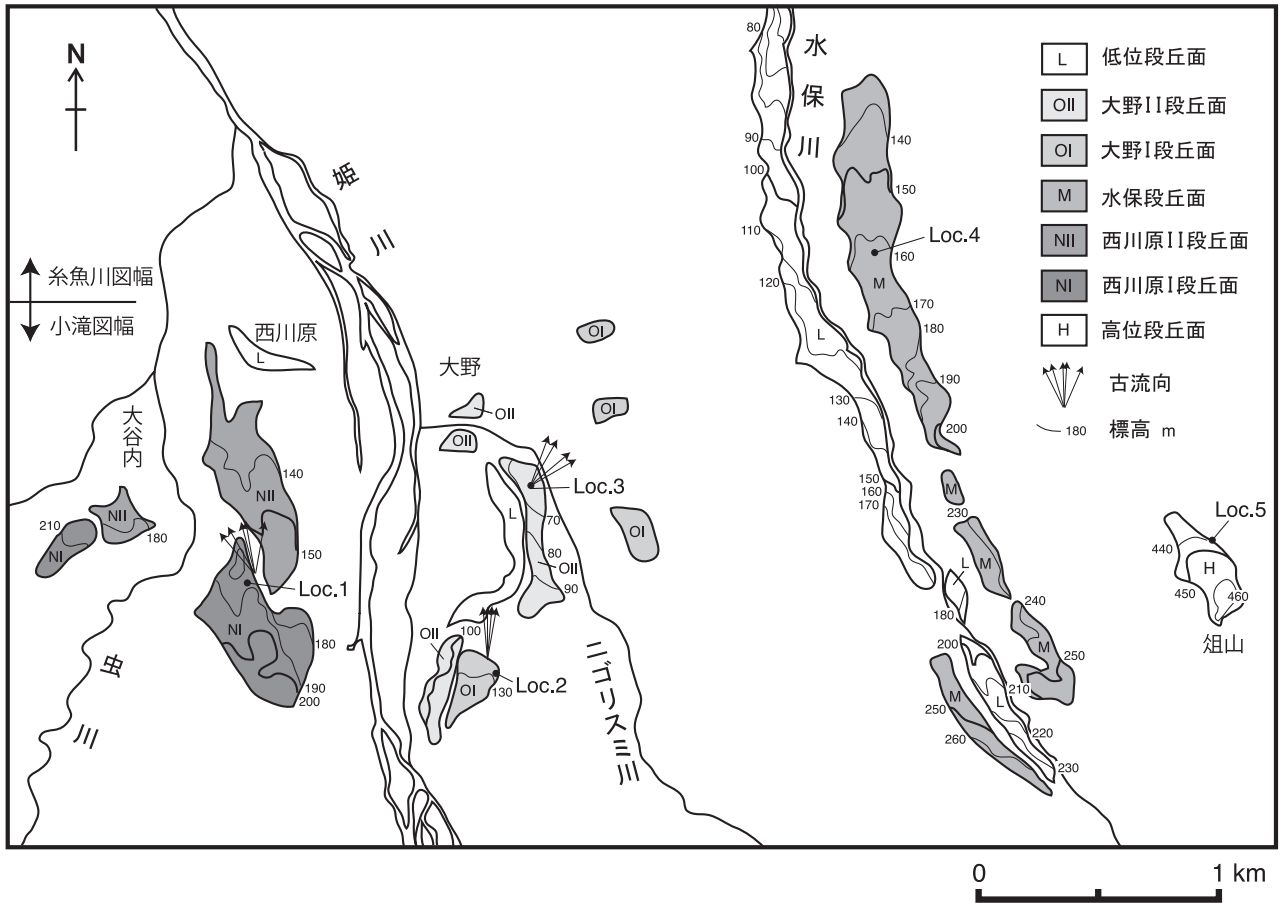 N
糸魚川図幅
小滝図幅
姫川
水保川
虫川
ニゴリスミ川
大谷内
西川原
大野
俎山
L
低位段丘面
OII
大野II段丘面
OI
大野I段丘面
M
水保段丘面
NII
西川原II段丘面
NI
西川原I段丘面
H
高位段丘面
古流向
180
標高 m
L
NII
140
150
NII
180
210
NI
Loc.1
NI
180
190
200
OII
OII
OI
OI
OI
Loc.3
L
70
80
OII
90
100
OII
OI
130
Loc.2
80
90
100
110
120
L
130
140
150
160
170
L
180
200
210
L
220
230
140
150
Loc.4
160
M
170
180
190
200
M
230
M
240
M
250
M
250
260
Loc.5
440
H
450
460
0
1 km